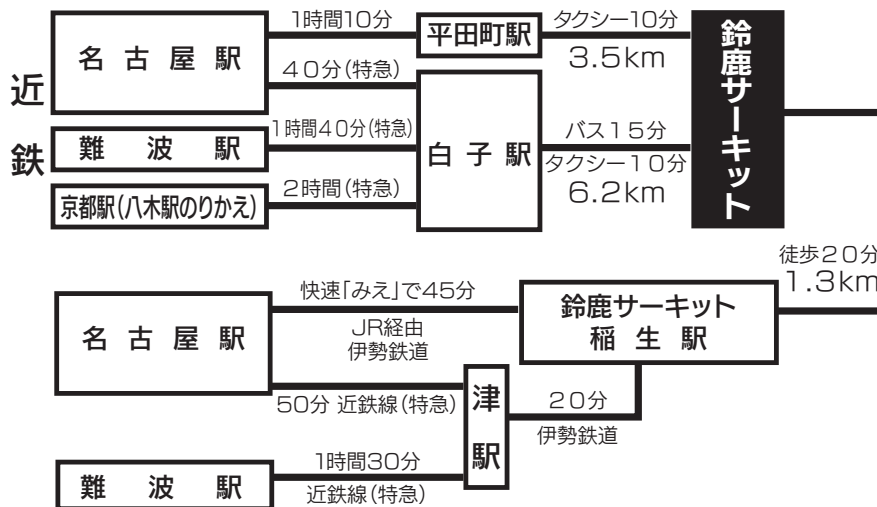 近鉄
名古屋駅
1時間10分
平田町駅
タクシー10分
3.5km
40分(特急)
難波駅
1時間40分(特急)
白子駅
バス15分
タクシー10分
6.2km
京都駅(八木駅のりかえ)
2時間(特急)
鈴鹿サーキット
徒歩20分
1.3km
名古屋駅
快速「みえ」で45分
JR経由
伊勢鉄道
鈴鹿サーキット
稲生駅
50分 近鉄線(特急)
津駅
20分
伊勢鉄道
難波駅
1時間30分
近鉄線(特急)